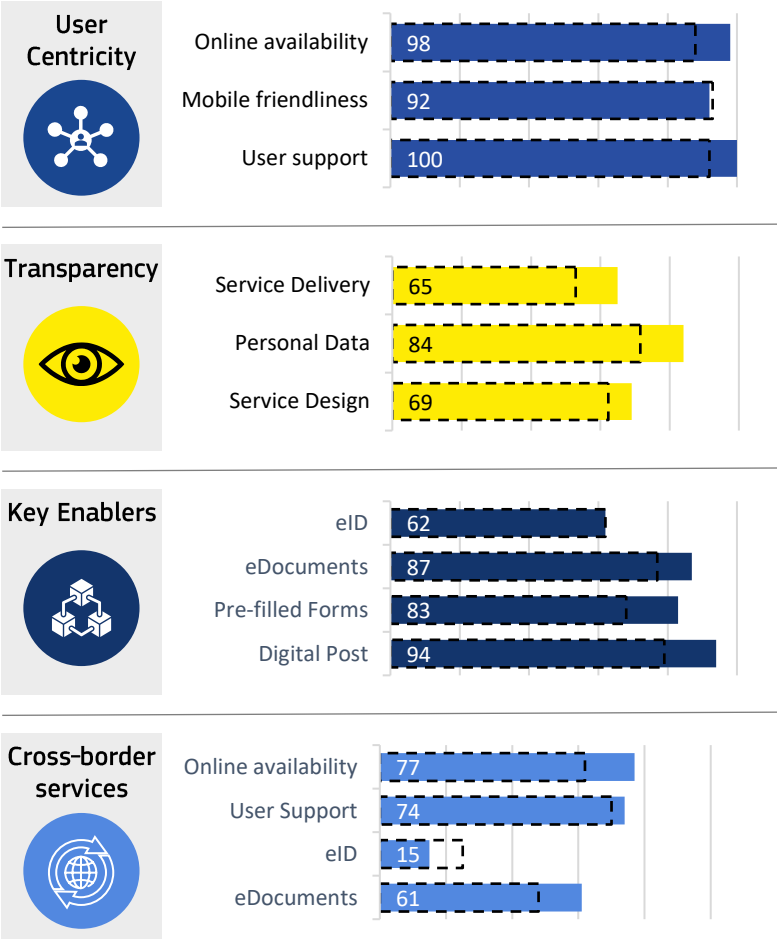 User
Centricity
Online availability 98
Mobile friendliness 92
User support 100
Transparency
Service Delivery 65
Personal Data 84
Service Design 69
Key Enablers
eID 62
eDocuments 87
Pre-filled Forms 83
Digital Post 94
Cross-border
services
Online availability 77
User Support 74
eID 15
eDocuments 61